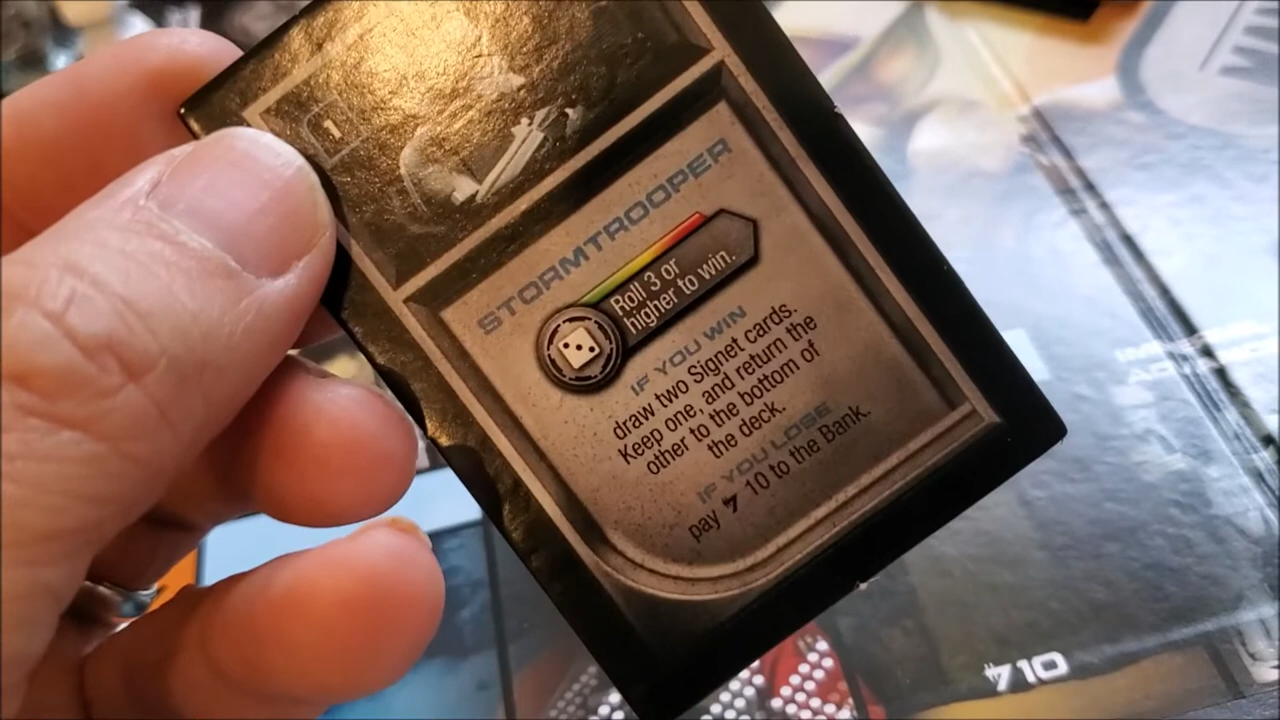 1
STORMTROOPER
Roll 3 or
higher to win.
IF YOU WIN
draw two Signet cards.
Keep one, and return the
other to the bottom of
the deck.
IF YOU LOSE
pay 10 to the Bank.
10